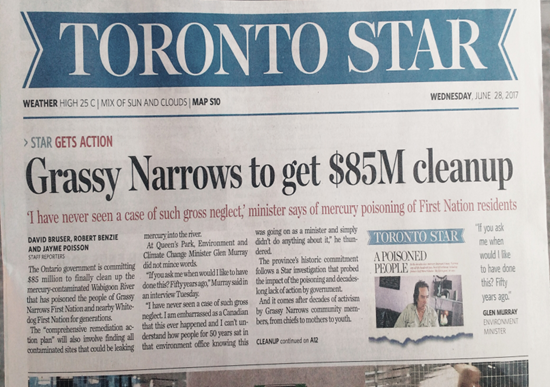 TORONTO STAR
WEATHER HIGH 25 C | MIX OF SUN AND CLOUDS | MAP S10
WEDNESDAY, JUNE 28, 2017
> STAR GETS ACTION
Grassy Narrows to get $85M cleanup
'I have never seen a case of such gross neglect,' minister says of mercury poisoning of First Nation residents
DAVID BRUSER, ROBERT BENZIE
AND JAYME POISSON
STAFF REPORTERS
The Ontario government is committing
$85 million to finally clean up the
mercury-contaminated Wabigoon River
that has poisoned the people of Grassy
Narrows First Nation and nearby White-
dog First Nation for generations.
The "comprehensive remediation ac-
tion plan" will also involve finding all
contaminated sites that could be leaking
mercury into the river.
At Queen's Park, Environment and
Climate Change Minister Glen Murray
did not mince words.
"If you ask me when would I like to have
done this? Fifty years ago," Murray said in
an interview Tuesday.
"I have never seen a case of such gross
neglect. I am embarrassed as a Canadian
that this ever happened and I can't un-
derstand how people for 50 years sat in
that environment office knowing this
was going on as a minister and simply
didn't do anything about it," he thun-
dered.
The province's historic commitment
follows a Star investigation that probed
the impact of the poisoning and decades-
long lack of action by government.
And it comes after decades of activism
by Grassy Narrows community mem-
bers, from chiefs to mothers to youth.
CLEANUP continued on A12
TORONTO STAR
A POISONED
PEOPLE
"If you ask
me when
would I
like to
have done
this? Fifty
years ago."
GLEN MURRAY
ENVIRONMENT
MINISTER